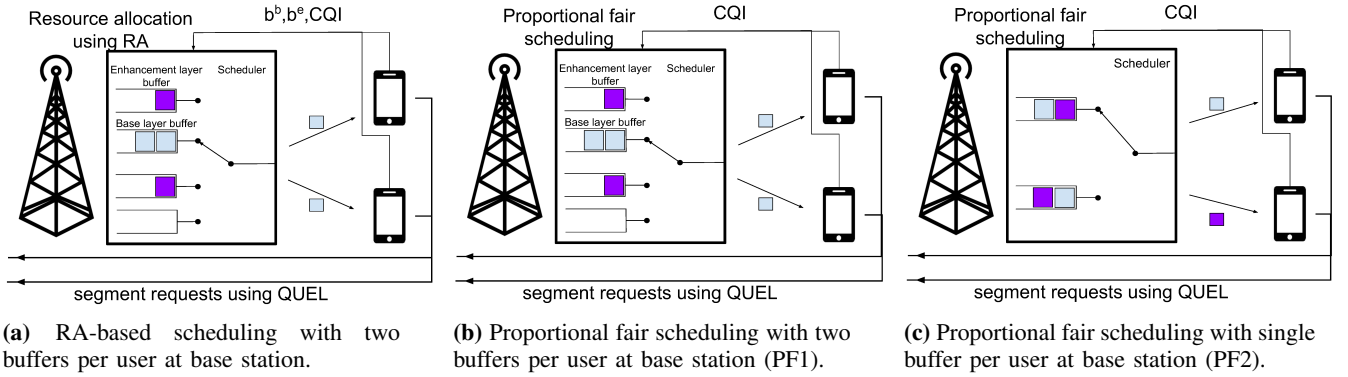 Resource allocation
using RA
b^b,b^e,CQI
Enhancement layer
buffer
Scheduler
Base layer buffer
segment requests using QUEL
(a) RA-based scheduling with two
buffers per user at base station.
Proportional fair
scheduling
CQI
Enhancement layer
buffer
Scheduler
Base layer buffer
segment requests using QUEL
(b) Proportional fair scheduling with two
buffers per user at base station (PF1).
Proportional fair
scheduling
CQI
Scheduler
segment requests using QUEL
(c) Proportional fair scheduling with single
buffer per user at base station (PF2).